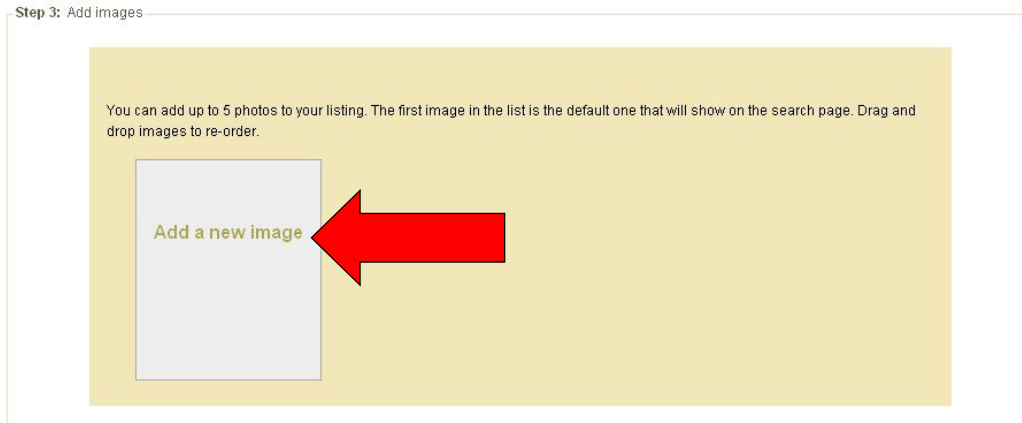 Step 3: Add images
You can add up to 5 photos to your listing. The first image in the list is the default one that will show on the search page. Drag and
drop images to re-order.
Add a new image